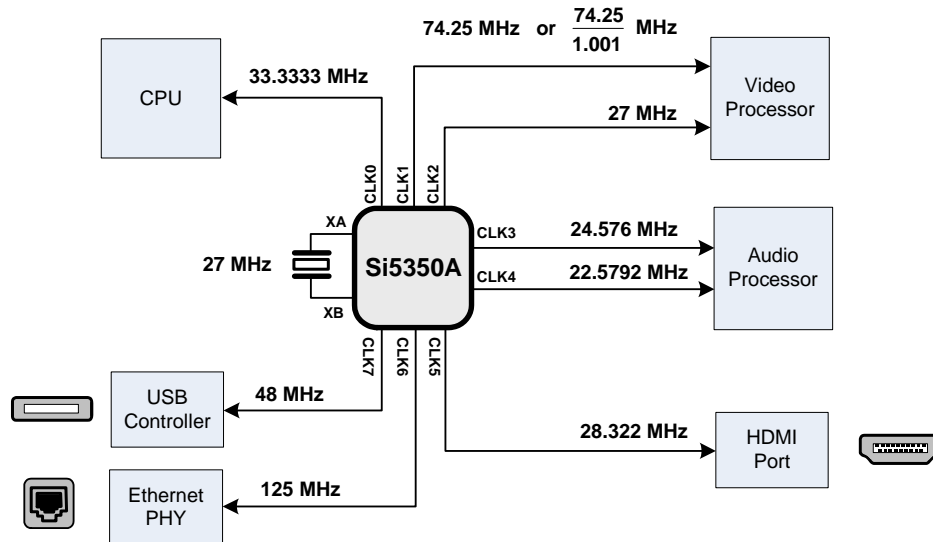 74.25 MHz or 74.25/1.001 MHz
33.3333 MHz
CPU
Video
Processor
27 MHz
CLK0
CLK1
CLK2
XA
27 MHz
XB
Si5350A
CLK3
24.576 MHz
CLK4
22.5792 MHz
Audio
Processor
CLK7
CLK6
CLK5
USB
Controller
48 MHz
28.322 MHz
HDMI
Port
Ethernet
PHY
125 MHz